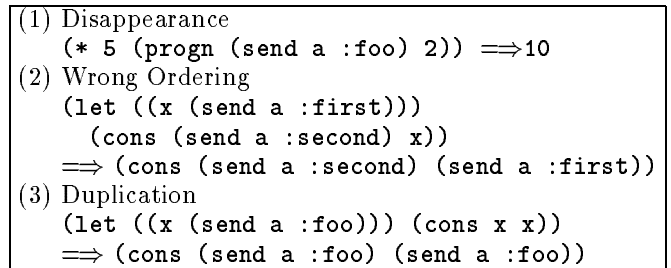 (1) Disappearance
(* 5 (progn (send a :foo) 2)) ⟹10
(2) Wrong Ordering
(let ((x (send a :first)))
(cons (send a :second) x))
⟹ (cons (send a :second) (send a :first))
(3) Duplication
(let ((x (send a :foo))) (cons x x))
⟹ (cons (send a :foo) (send a :foo))